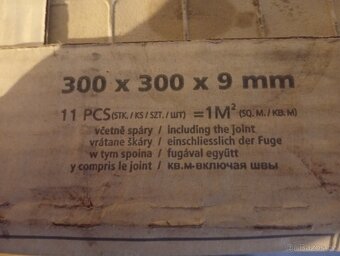 300 x 300 x 9 mm
11 PCS (STK. / KS / SZT. / ШТ) =1M² (SQ. M. / KB. M)
včetně spáry / including the joint
vrátane škáry / einschliesslich der Fuge
w tym spoina / fugával együtt
y compris le joint / кв.м-включая швы